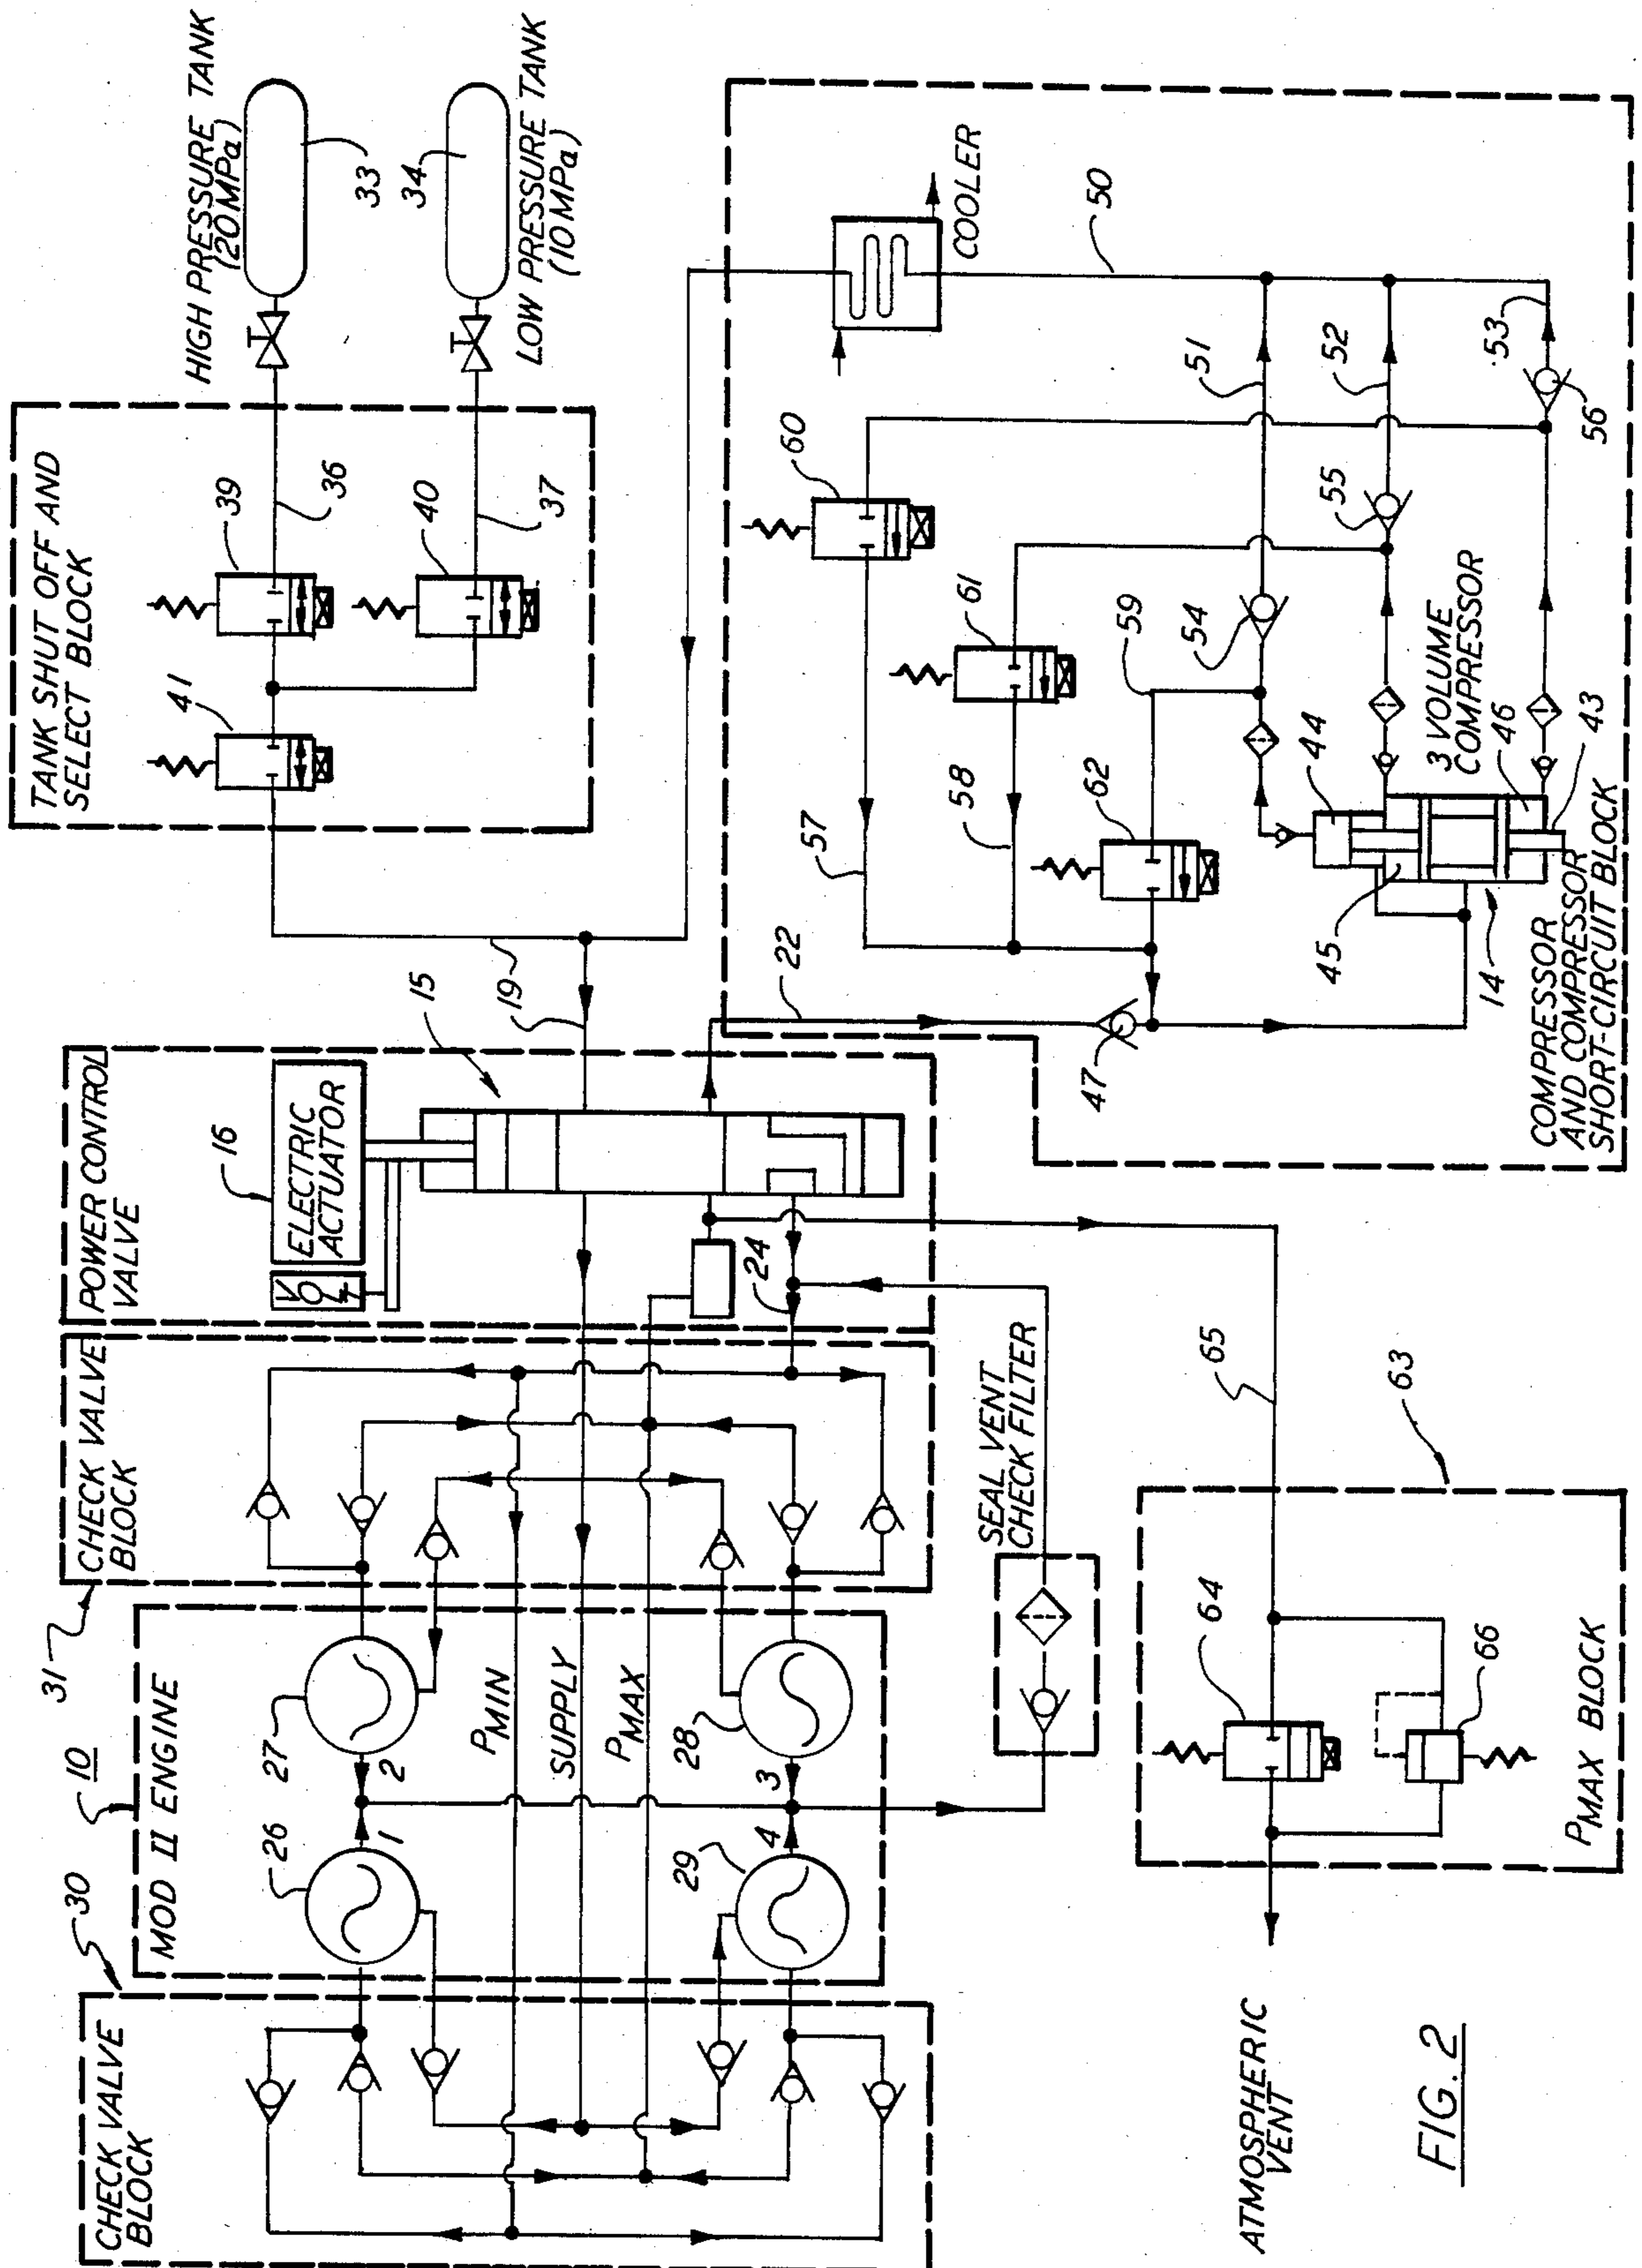 CHECK VALVE
BLOCK
30
10
MOD II ENGINE
26
27
1
2
P MIN
SUPPLY
P MAX
29
28
4
3
31
CHECK VALVE
BLOCK
POWER CONTROL
VALVE
16
ELECTRIC
ACTUATOR
VOLT
15
24
19
22
TANK SHUT OFF AND
SELECT BLOCK
41
39
36
40
37
HIGH PRESSURE TANK
(20 MPa)
33
34
LOW PRESSURE TANK
(10 MPa)
COOLER
50
60
57
61
58
59
62
51
54
52
55
53
56
47
44
3 VOLUME
COMPRESSOR
45
46
43
14
COMPRESSOR
AND COMPRESSOR
SHORT-CIRCUIT BLOCK
SEAL VENT
CHECK FILTER
65
63
64
66
P MAX BLOCK
ATMOSPHERIC
VENT
FIG. 2